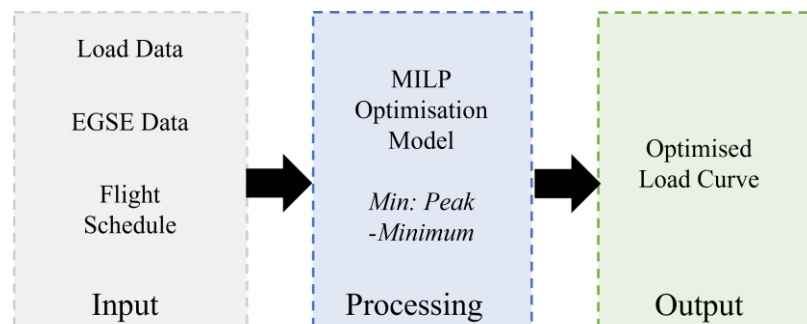 Load Data
EGSE Data
Flight
Schedule
Input
MILP
Optimisation
Model
Min: Peak
-Minimum
Processing
Optimised
Load Curve
Output